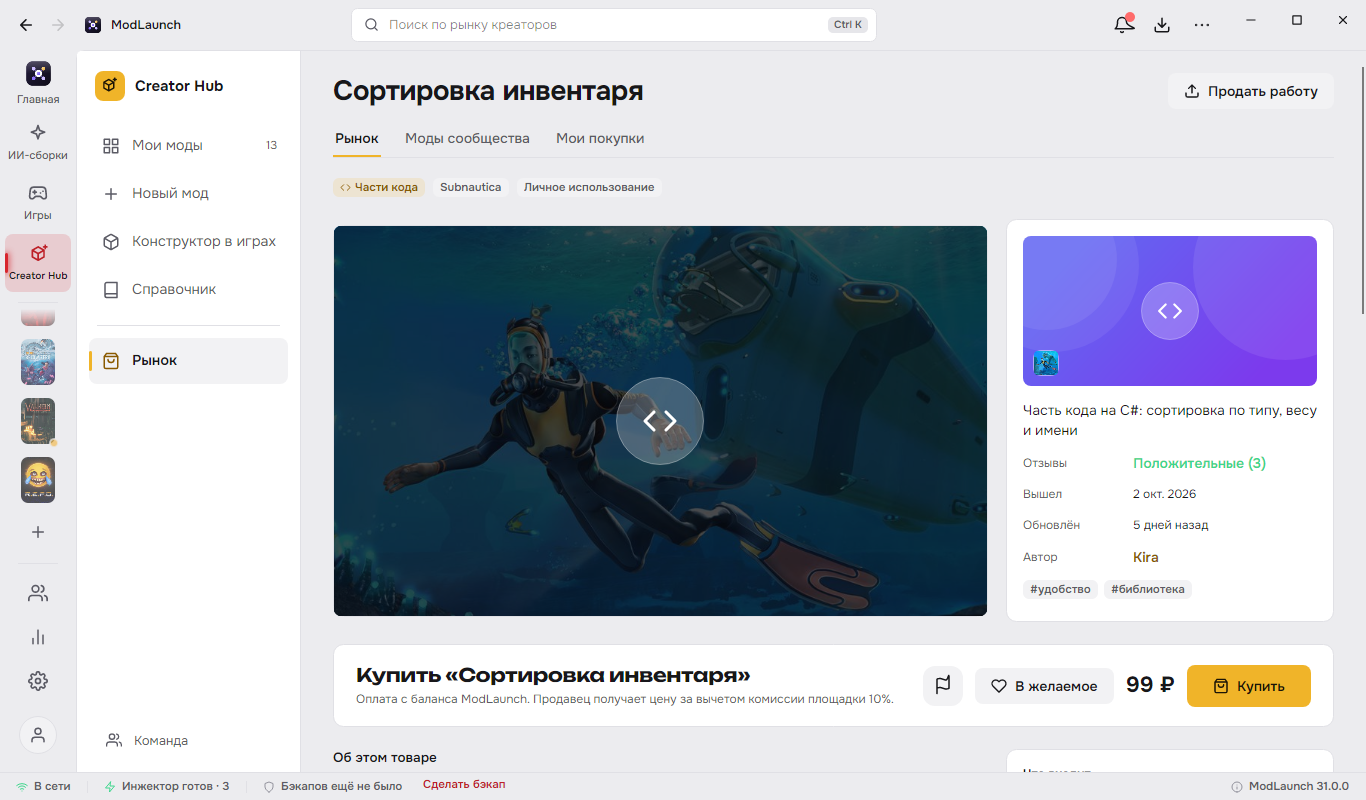 ModLaunch
Поиск по рынку креаторов
Ctrl K
Главная
ИИ-сборки
Игры
Creator Hub
Creator Hub
Мои моды
13
Новый мод
Конструктор в играх
Справочник
Рынок
Команда
Сортировка инвентаря
Продать работу
Рынок
Моды сообщества
Мои покупки
Части кода
Subnautica
Личное использование
Часть кода на C#: сортировка по типу, весу
и имени
Отзывы
Положительные (3)
Вышел
2 окт. 2026
Обновлён
5 дней назад
Автор
Kira
#удобство
#библиотека
Купить «Сортировка инвентаря»
Оплата с баланса ModLaunch. Продавец получает цену за вычетом комиссии площадки 10%.
В желаемое
99 ₽
Купить
Об этом товаре
R.E.P.O.
В сети
Инжектор готов · 3
Бэкапов ещё не было
Сделать бэкап
ModLaunch 31.0.0